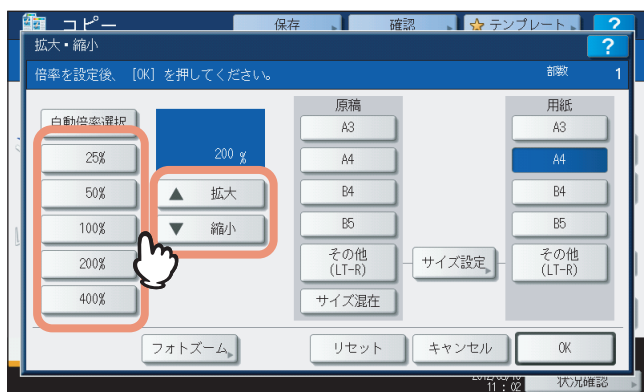 コピー
保存
確認
テンプレート
?
拡大・縮小
?
倍率を設定後、 [OK] を押してください。
部数 1
自動倍率選択
25%
50%
100%
200%
400%
200 %
▲ 拡大
▼ 縮小
原稿
A3
A4
B4
B5
その他
(LT-R)
サイズ混在
サイズ設定
用紙
A3
A4
B4
B5
その他
(LT-R)
フォトズーム
リセット
キャンセル
OK
11 : 02
状況確認